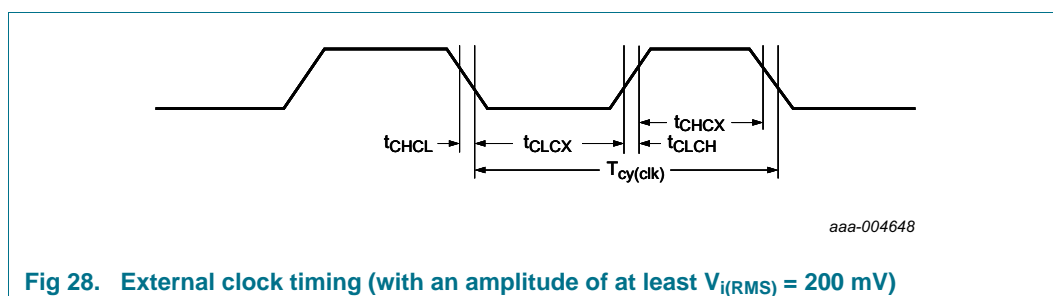 tCHCX
tCHCL tCLCX tCLCH
Tcy(clk)
aaa-004648
Fig 28. External clock timing (with an amplitude of at least Vi(RMS) = 200 mV)